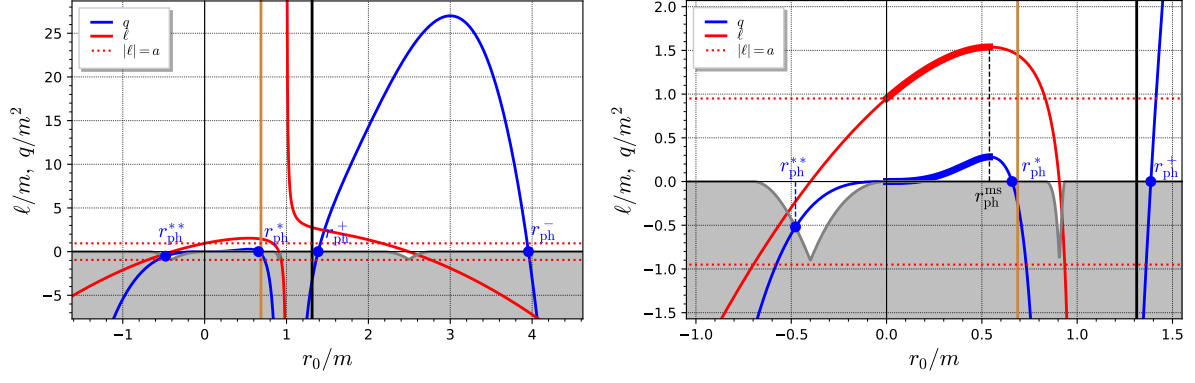 q
ℓ
|ℓ| = a
ℓ/m, q/m²
25
20
15
10
5
0
−5
r_ph^**
r_ph^*
r_ph^+
r_ph^-
−1
0
1
2
3
4
r₀/m
q
ℓ
|ℓ| = a
ℓ/m, q/m²
2.0
1.5
1.0
0.5
0.0
−0.5
−1.0
−1.5
r_ph^**
r_ph^*
r_ph^+
r_ph^ms
−1.0
−0.5
0.0
0.5
1.0
1.5
r₀/m